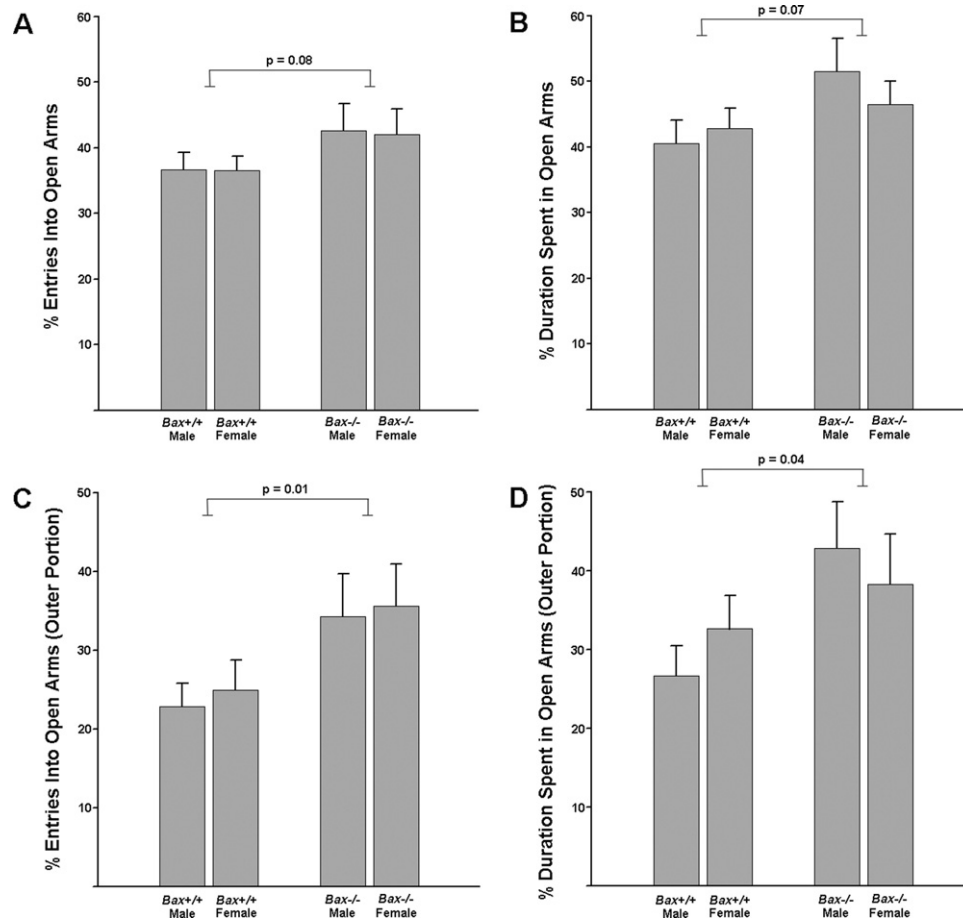 A
% Entries Into Open Arms
60
50
40
30
20
10
p = 0.08
Bax+/+ Bax+/+ Bax-/- Bax-/-
Male Female Male Female
B
% Duration Spent in Open Arms
60
50
40
30
20
10
p = 0.07
Bax+/+ Bax+/+ Bax-/- Bax-/-
Male Female Male Female
C
% Entries Into Open Arms (Outer Portion)
50
40
30
20
10
p = 0.01
Bax+/+ Bax+/+ Bax-/- Bax-/-
Male Female Male Female
D
% Duration Spent in Open Arms (Outer Portion)
50
40
30
20
10
p = 0.04
Bax+/+ Bax+/+ Bax-/- Bax-/-
Male Female Male Female